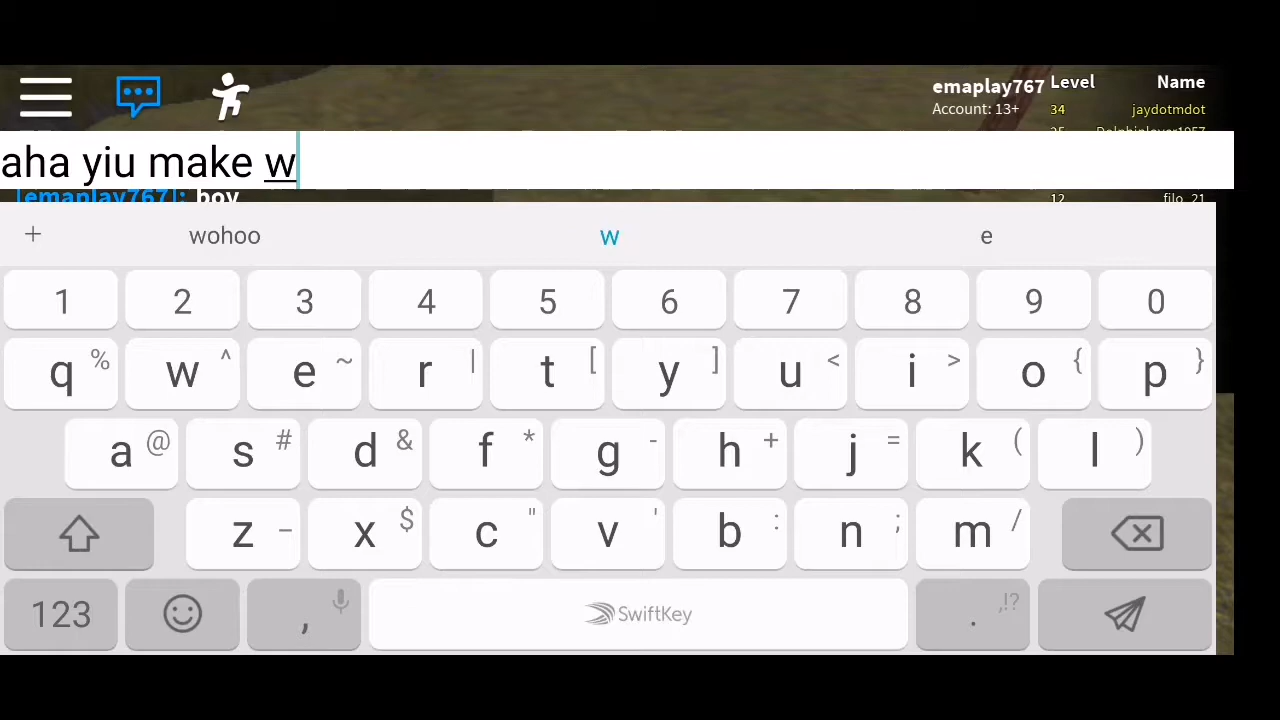 emaplay767 Level Name
Account: 13+ 34 jaydotmdot
aha yiu make w
[emaplay767]: boy
12 filo_21
+ wohoo w e
1 2 3 4 5 6 7 8 9 0
q % w ^ e ~ r | t [ y ] u < i > o { p }
a @ s # d & f * g - h + j = k ( l )
z _ x $ c " v ' b : n ; m /
123 , SwiftKey . ,!?